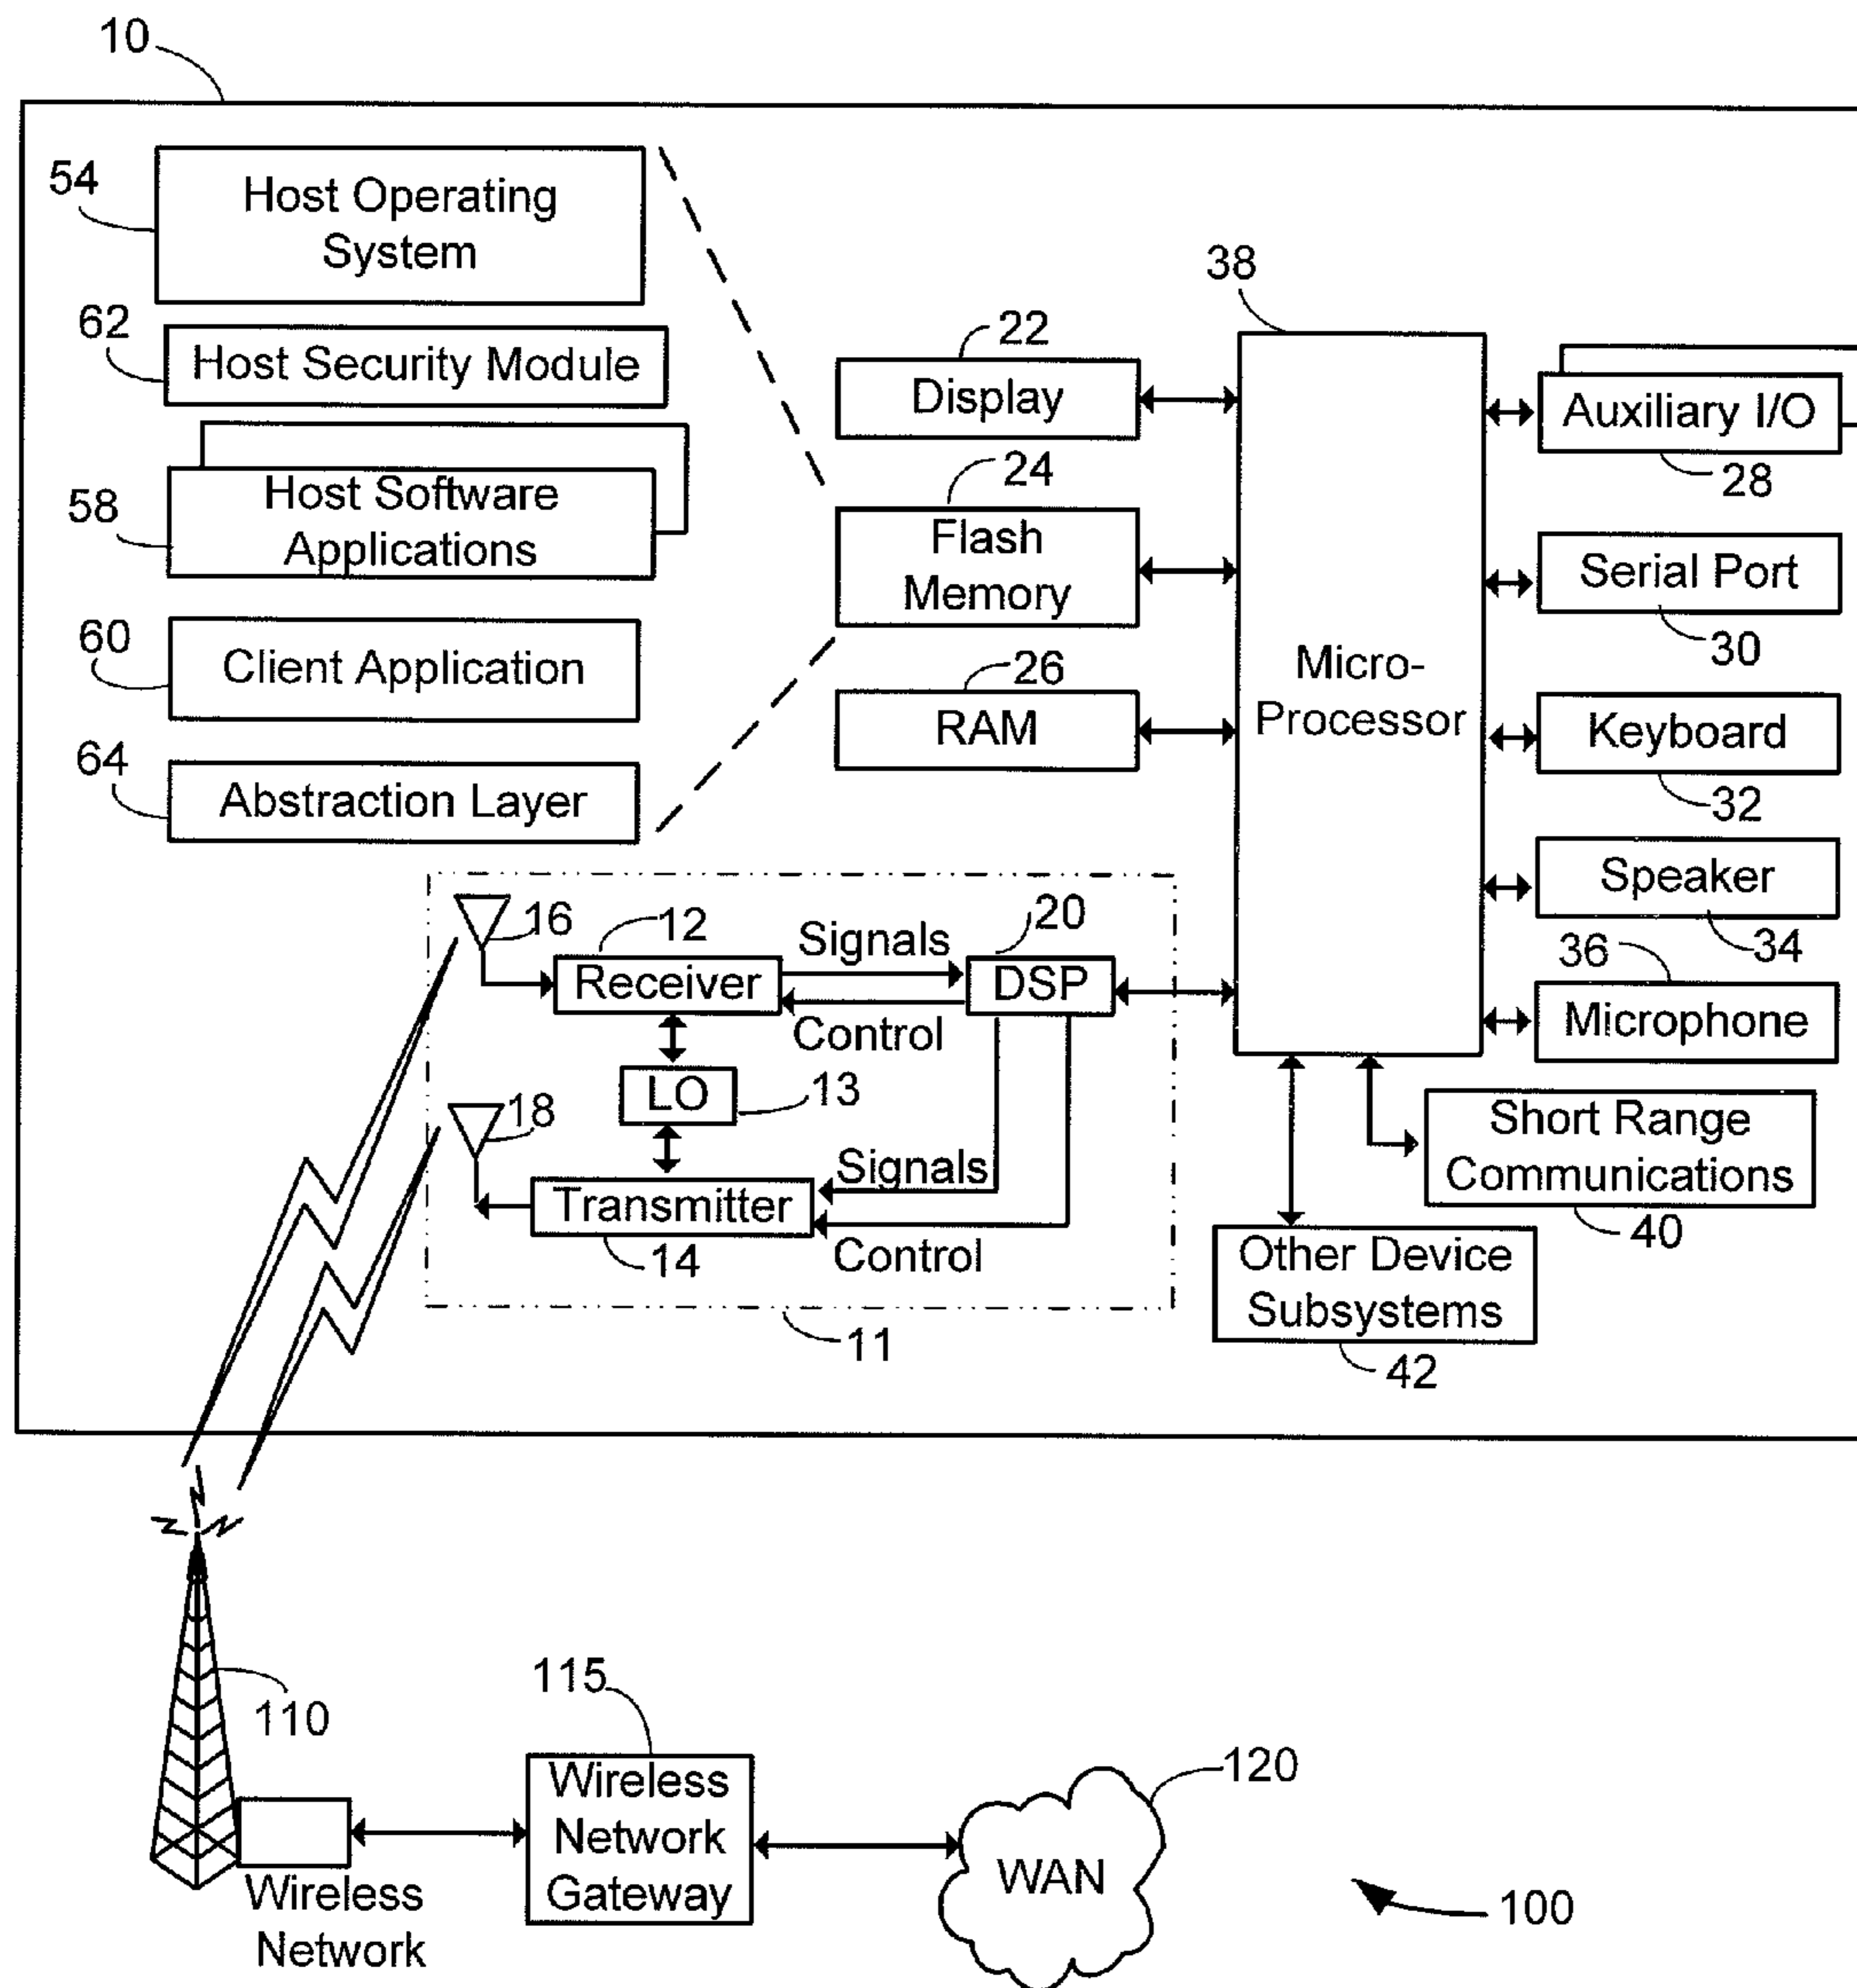 10
54
Host Operating
System
62
Host Security Module
58
Host Software
Applications
60
Client Application
64
Abstraction Layer
22
Display
24
Flash
Memory
26
RAM
38
Micro-
Processor
Auxiliary I/O
28
Serial Port
30
Keyboard
32
Speaker
34
36
Microphone
Short Range
Communications
40
Other Device
Subsystems
42
16
12
Receiver
Signals
Control
20
DSP
LO
13
18
Transmitter
14
Signals
Control
11
110
Wireless
Network
115
Wireless
Network
Gateway
WAN
120
100